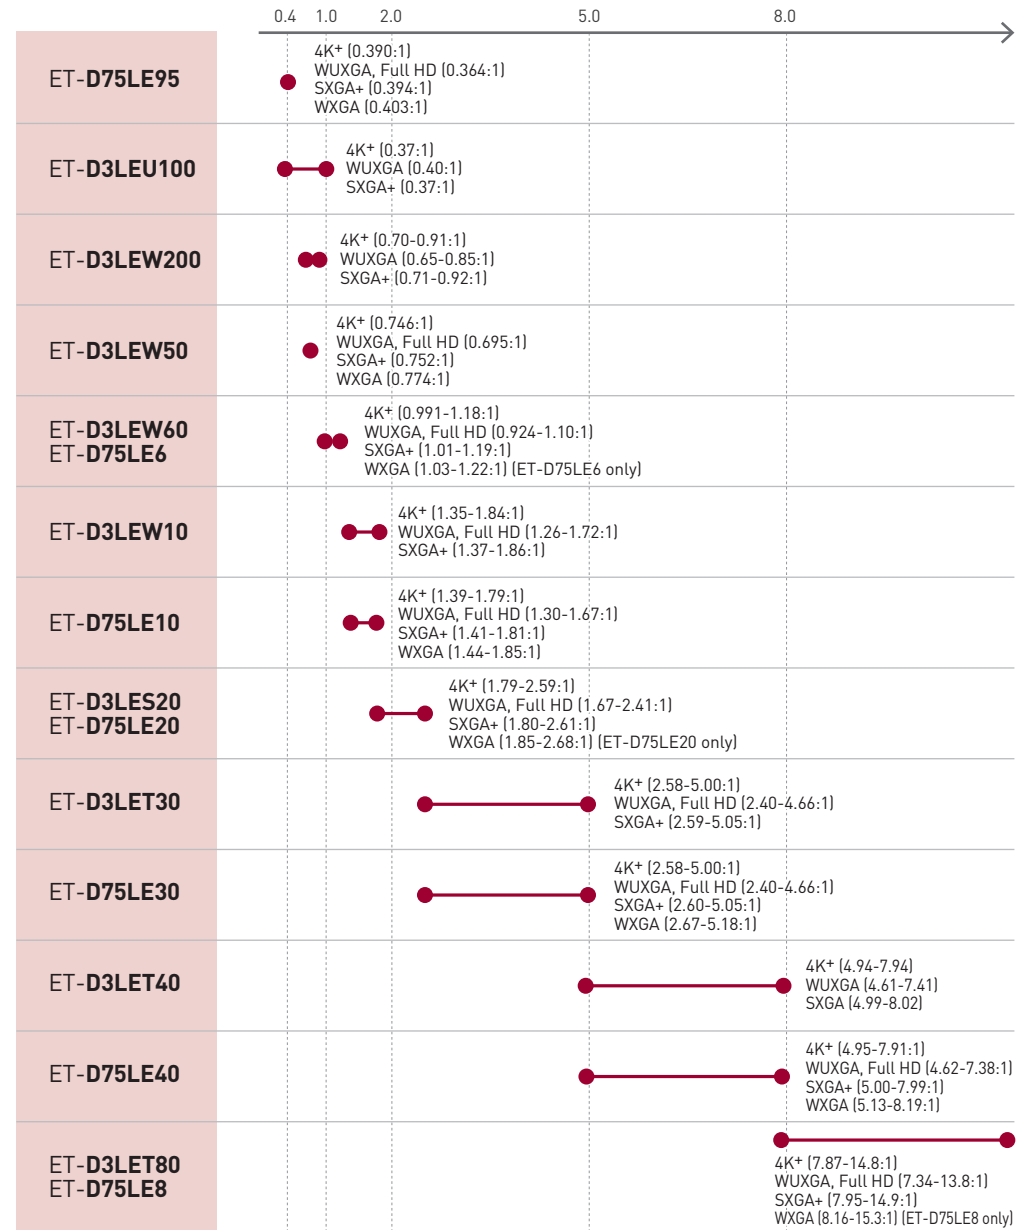 0.4 1.0 2.0 5.0 8.0
ET-D75LE95
4K+ (0.390:1)
WUXGA, Full HD (0.364:1)
SXGA+ (0.394:1)
WXGA (0.403:1)
ET-D3LEU100
4K+ (0.37:1)
WUXGA (0.40:1)
SXGA+ (0.37:1)
ET-D3LEW200
4K+ (0.70-0.91:1)
WUXGA (0.65-0.85:1)
SXGA+ (0.71-0.92:1)
ET-D3LEW50
4K+ (0.746:1)
WUXGA, Full HD (0.695:1)
SXGA+ (0.752:1)
WXGA (0.774:1)
ET-D3LEW60
ET-D75LE6
4K+ (0.991-1.18:1)
WUXGA, Full HD (0.924-1.10:1)
SXGA+ (1.01-1.19:1)
WXGA (1.03-1.22:1) (ET-D75LE6 only)
ET-D3LEW10
4K+ (1.35-1.84:1)
WUXGA, Full HD (1.26-1.72:1)
SXGA+ (1.37-1.86:1)
ET-D75LE10
4K+ (1.39-1.79:1)
WUXGA, Full HD (1.30-1.67:1)
SXGA+ (1.41-1.81:1)
WXGA (1.44-1.85:1)
ET-D3LES20
ET-D75LE20
4K+ (1.79-2.59:1)
WUXGA, Full HD (1.67-2.41:1)
SXGA+ (1.80-2.61:1)
WXGA (1.85-2.68:1) (ET-D75LE20 only)
ET-D3LET30
4K+ (2.58-5.00:1)
WUXGA, Full HD (2.40-4.66:1)
SXGA+ (2.59-5.05:1)
ET-D75LE30
4K+ (2.58-5.00:1)
WUXGA, Full HD (2.40-4.66:1)
SXGA+ (2.60-5.05:1)
WXGA (2.67-5.18:1)
ET-D3LET40
4K+ (4.94-7.94)
WUXGA (4.61-7.41)
SXGA (4.99-8.02)
ET-D75LE40
4K+ (4.95-7.91:1)
WUXGA, Full HD (4.62-7.38:1)
SXGA+ (5.00-7.99:1)
WXGA (5.13-8.19:1)
ET-D3LET80
ET-D75LE8
4K+ (7.87-14.8:1)
WUXGA, Full HD (7.34-13.8:1)
SXGA+ (7.95-14.9:1)
WXGA (8.16-15.3:1) (ET-D75LE8 only)